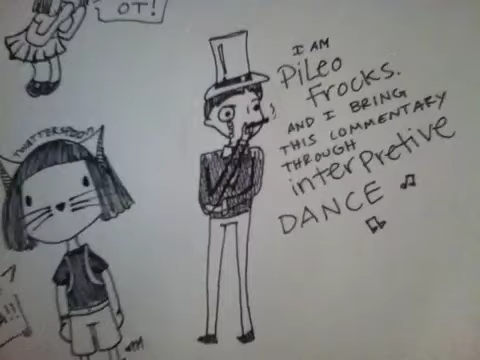 OT!
I AM
PiLeo
Frocks.
AND I BRING
THIS COMMENTARY
THROUGH
interpretive
DANCE